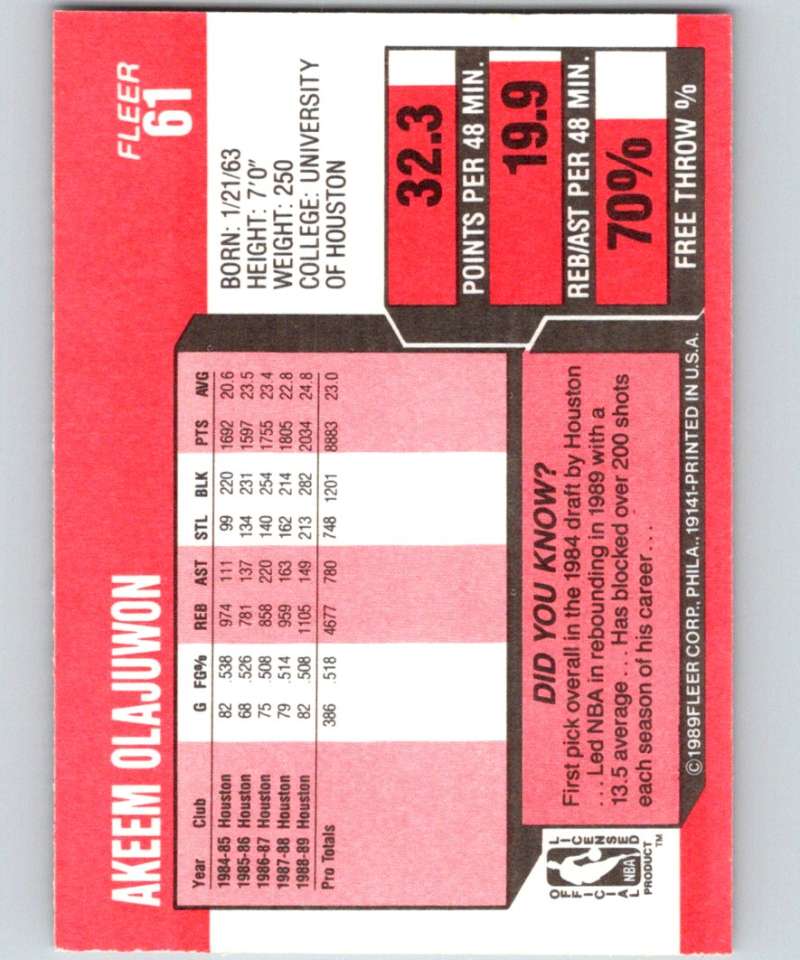 FLEER
61
AKEEM OLAJUWON
BORN: 1/21/63
HEIGHT: 7'0"
WEIGHT: 250
COLLEGE: UNIVERSITY
OF HOUSTON
Year Club G FG% REB AST STL BLK PTS AVG
1984-85 Houston 82 .538 974 111 99 220 1692 20.6
1985-86 Houston 68 .526 781 137 134 231 1597 23.5
1986-87 Houston 75 .508 858 220 140 254 1755 23.4
1987-88 Houston 79 .514 959 163 162 214 1805 22.8
1988-89 Houston 82 .508 1105 149 213 282 2034 24.8
Pro Totals 386 .518 4677 780 748 1201 8883 23.0
32.3
POINTS PER 48 MIN.
19.9
REB/AST PER 48 MIN.
70%
FREE THROW %
DID YOU KNOW?
First pick overall in the 1984 draft by Houston
... Led NBA in rebounding in 1989 with a
13.5 average ... Has blocked over 200 shots
each season of his career ...
OFFICIAL
LICENSED
NBA
PRODUCT™
©1989 FLEER CORP., PHILA., 19141-PRINTED IN U.S.A.